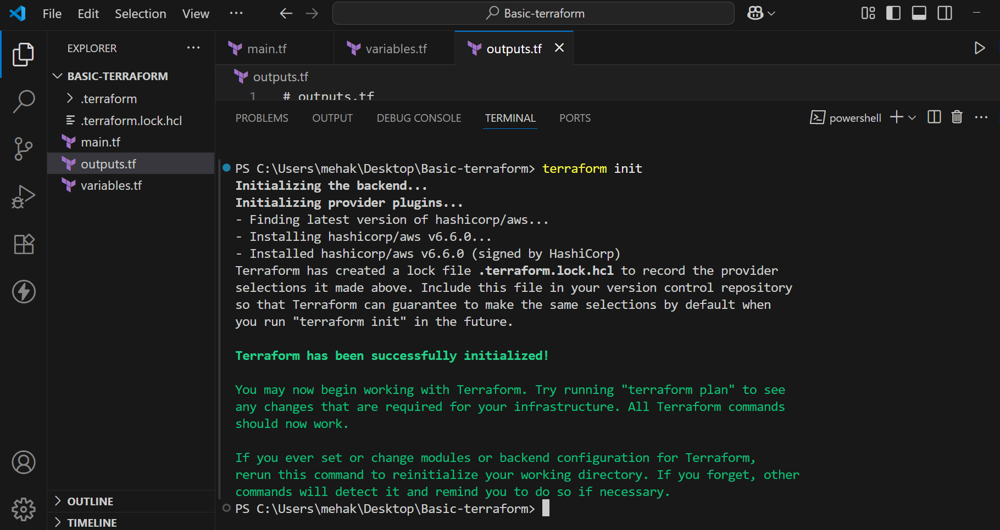 File Edit Selection View ···
Basic-terraform
EXPLORER ···
BASIC-TERRAFORM
.terraform
.terraform.lock.hcl
main.tf
outputs.tf
variables.tf
OUTLINE
TIMELINE
main.tf variables.tf outputs.tf
outputs.tf
1 # outputs.tf
PROBLEMS OUTPUT DEBUG CONSOLE TERMINAL PORTS
powershell
PS C:\Users\mehak\Desktop\Basic-terraform> terraform init
Initializing the backend...
Initializing provider plugins...
- Finding latest version of hashicorp/aws...
- Installing hashicorp/aws v6.6.0...
- Installed hashicorp/aws v6.6.0 (signed by HashiCorp)
Terraform has created a lock file .terraform.lock.hcl to record the provider
selections it made above. Include this file in your version control repository
so that Terraform can guarantee to make the same selections by default when
you run "terraform init" in the future.
Terraform has been successfully initialized!
You may now begin working with Terraform. Try running "terraform plan" to see
any changes that are required for your infrastructure. All Terraform commands
should now work.
If you ever set or change modules or backend configuration for Terraform,
rerun this command to reinitialize your working directory. If you forget, other
commands will detect it and remind you to do so if necessary.
PS C:\Users\mehak\Desktop\Basic-terraform>